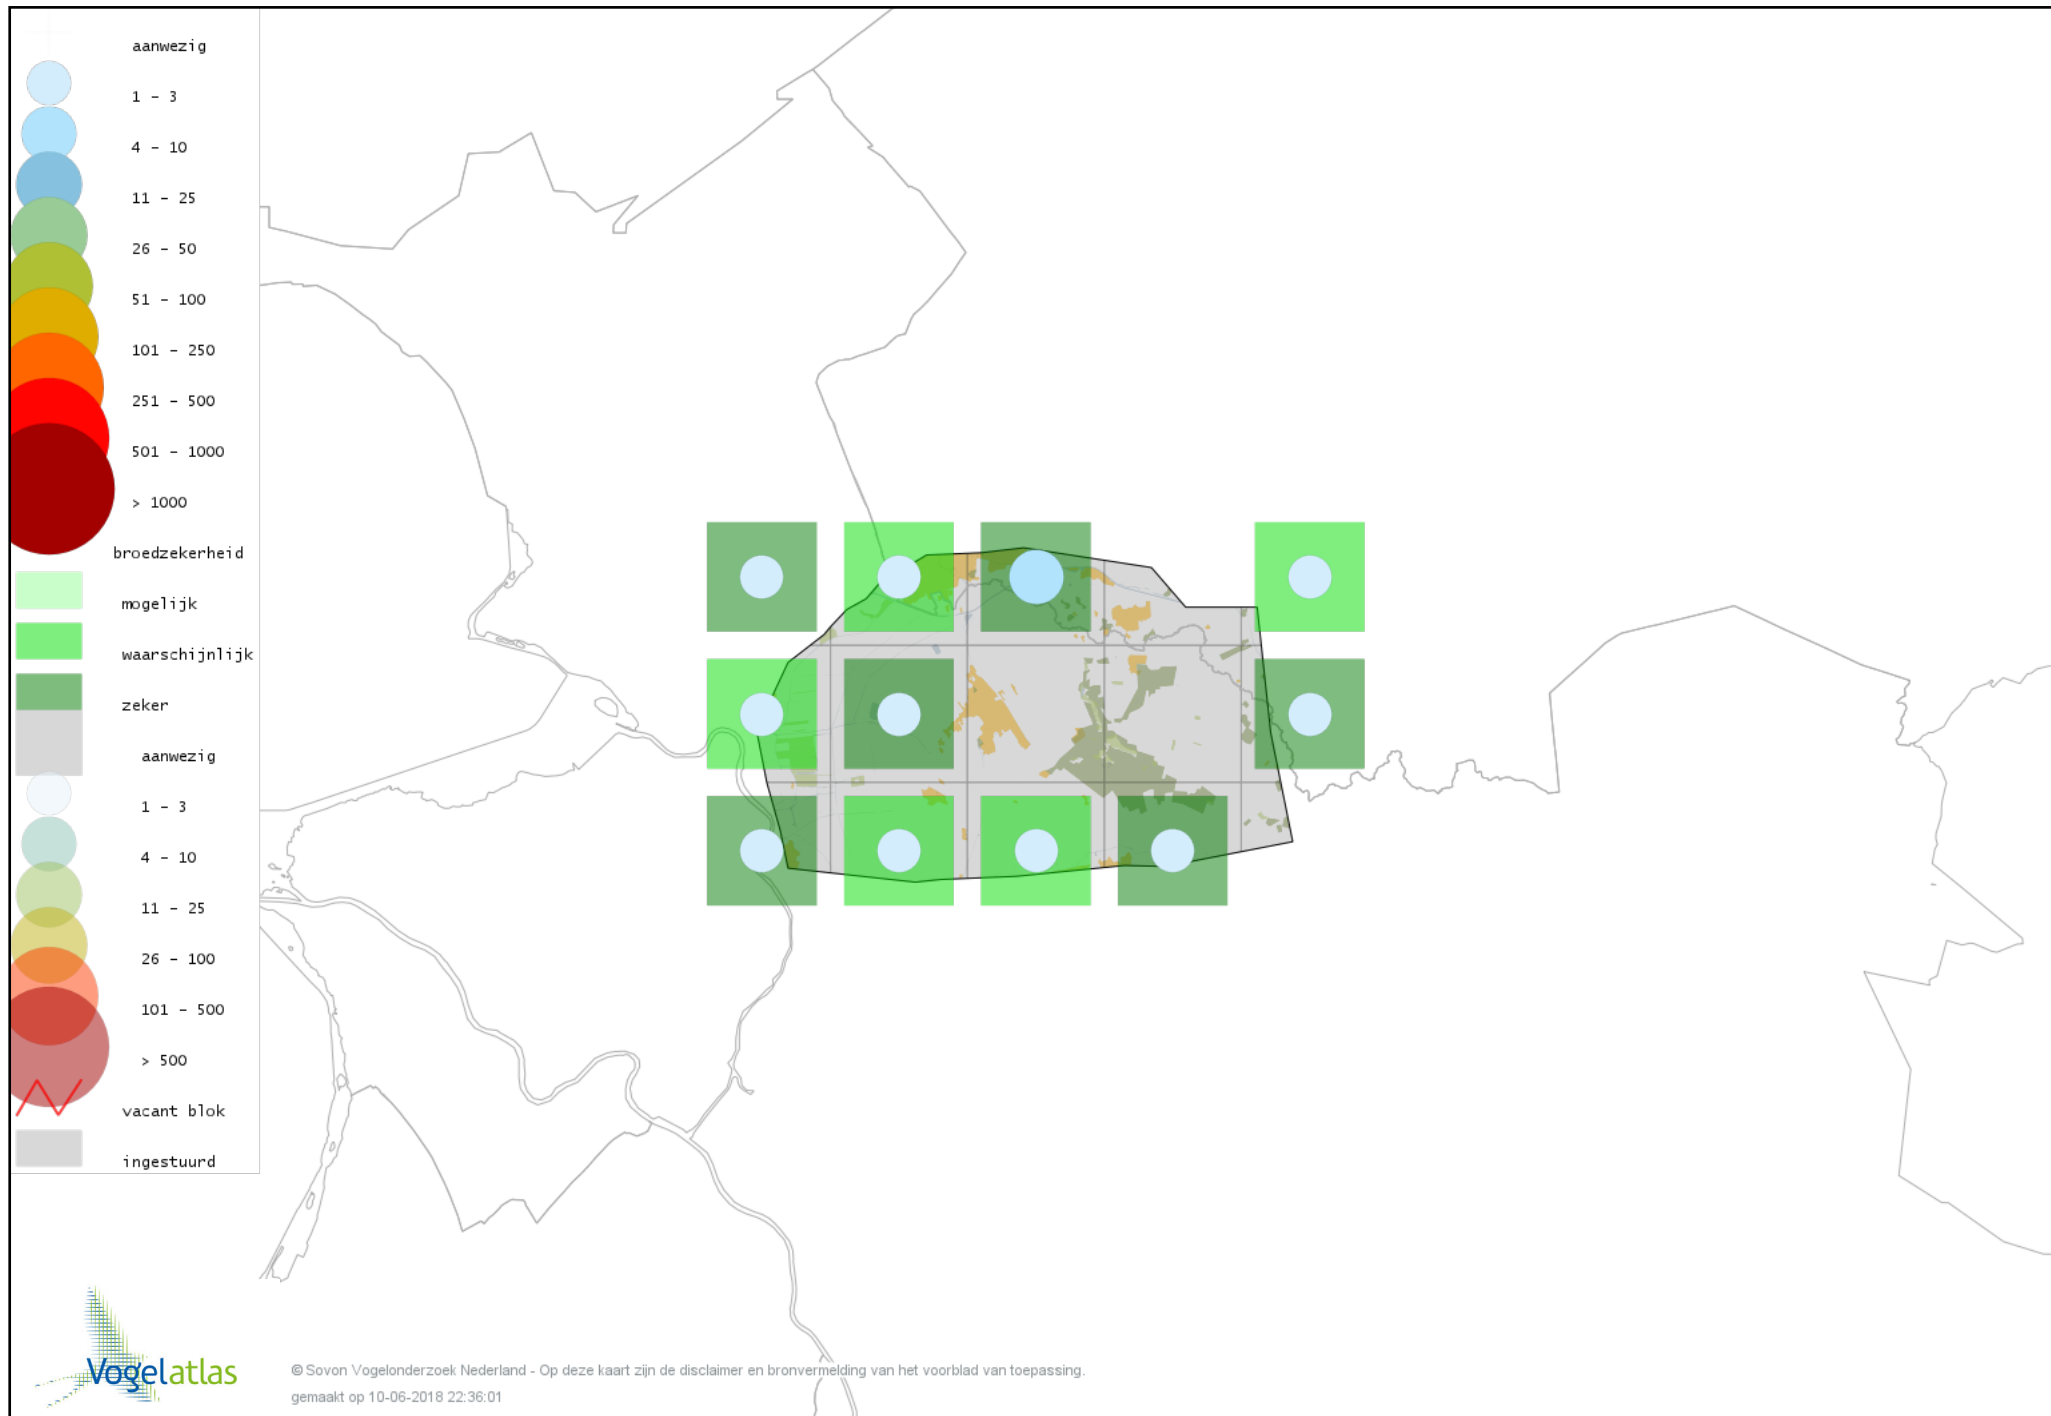 aanwezig
1 - 3
4 - 10
11 - 25
26 - 50
51 - 100
101 - 250
251 - 500
501 - 1000
> 1000
broedzekerheid
mogelijk
waarschijnlijk
zeker
aanwezig
1 - 3
4 - 10
11 - 25
26 - 100
101 - 500
> 500
vacant blok
ingestuurd
Vogelatlas
© Sovon Vogelonderzoek Nederland - Op deze kaart zijn de disclaimer en bronvermelding van het voorblad van toepassing.
gemaakt op 10-06-2018 22:36:01